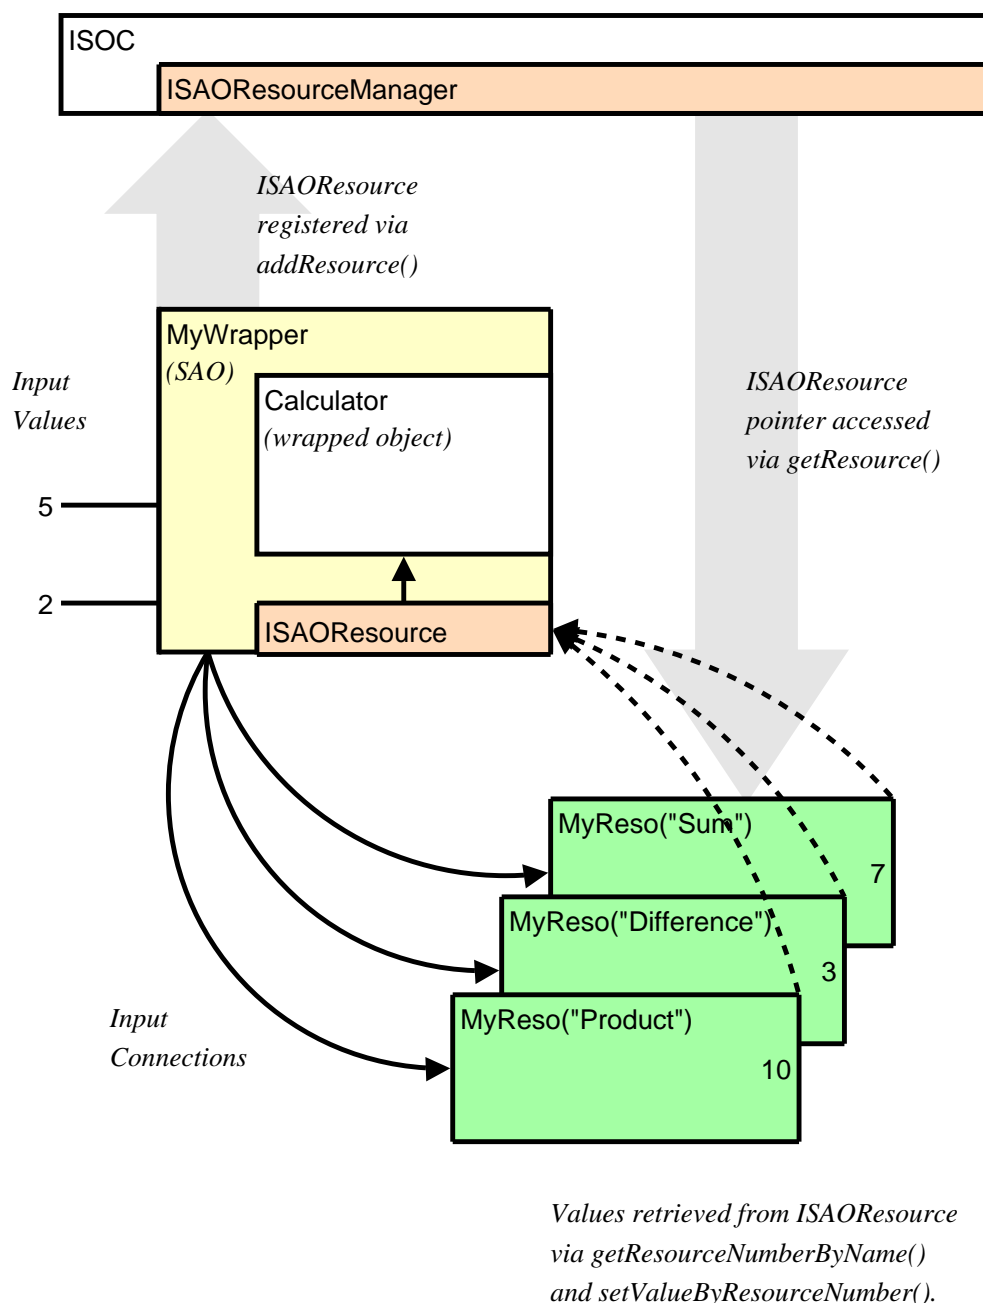 ISOC
ISAOResourceManager
ISAOResource
registered via
addResource()
MyWrapper
(SAO)
Input
Values
Calculator
(wrapped object)
ISAOResource
pointer accessed
via getResource()
5
2
ISAOResource
MyReso("Sum")
7
MyReso("Difference")
3
MyReso("Product")
10
Input
Connections
Values retrieved from ISAOResource
via getResourceNumberByName()
and setValueByResourceNumber().